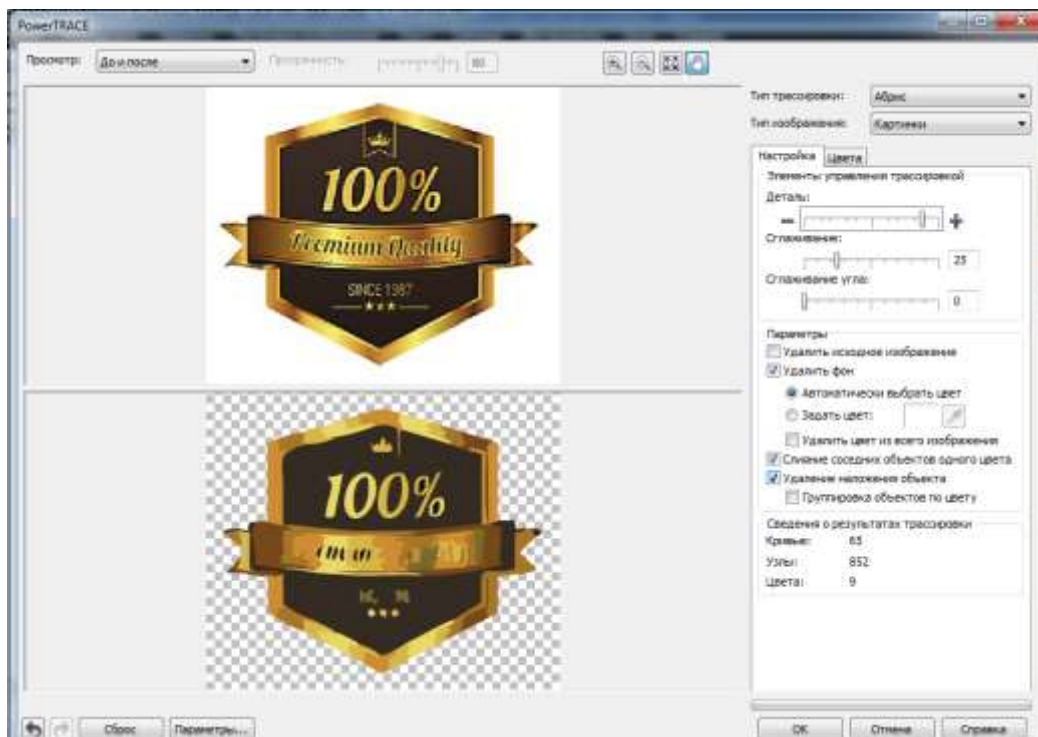 PowerTRACE
Просмотр: До и после Прозрачность: 80
Тип трассировки: Абрис
Тип изображения: Картинки
Настройка Цвета
Элементы управления трассировкой
Деталь:
Сглаживание:
25
Сглаживание угла:
0
Параметры
Удалить исходное изображение
Удалить фон
Автоматически выбрать цвет
Задать цвет:
Удалить цвет из всего изображения
Слияние соседних объектов одного цвета
Удаление наложения объекта
Группировка объектов по цвету
Сведения о результатах трассировки
Кривые: 65
Узлы: 852
Цвета: 9
100%
Premium Quality
SINCE 1987
100%
Сброс Параметры... OK Отмена Справка